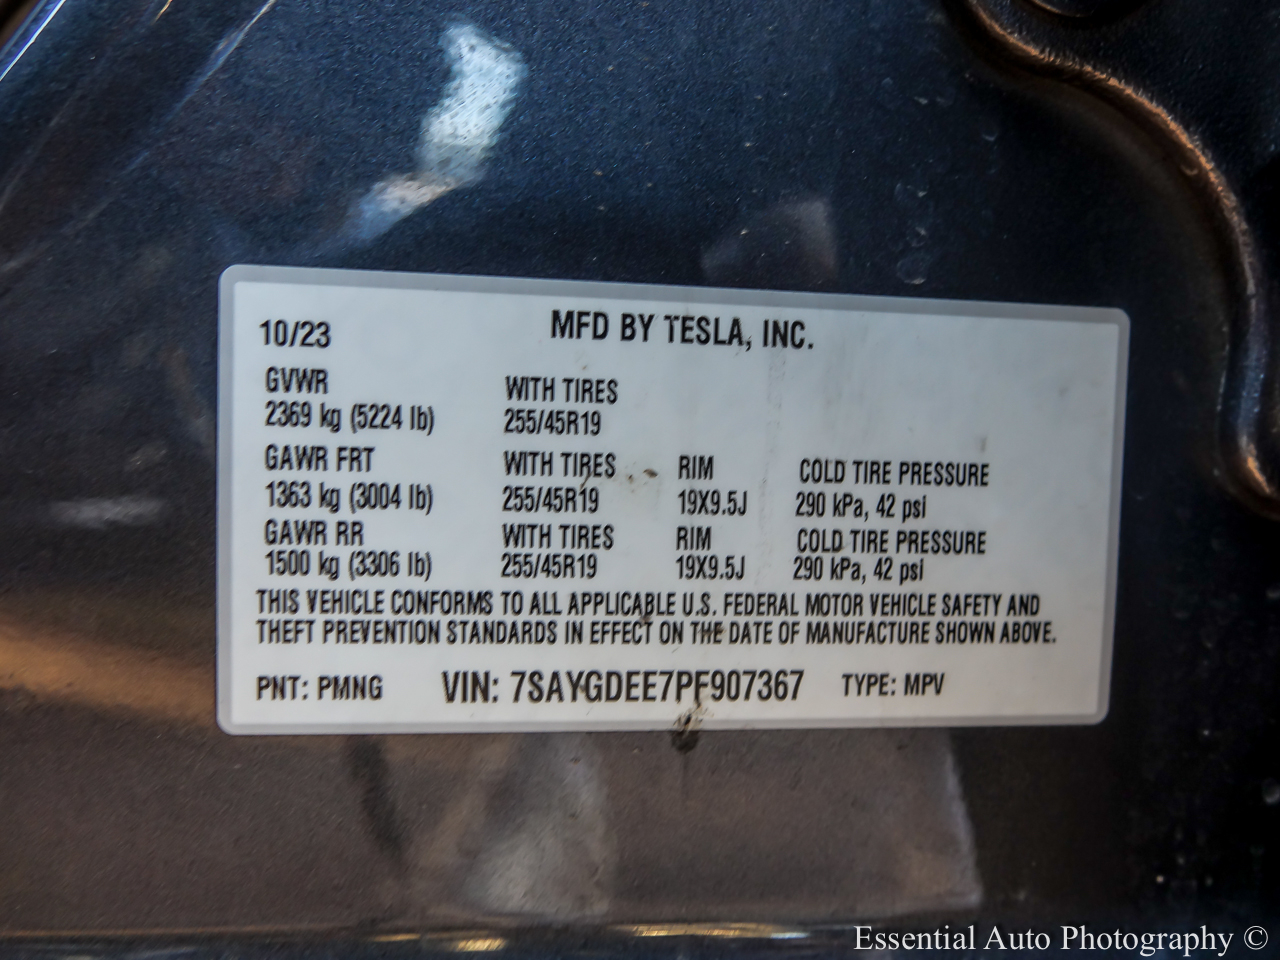 10/23 MFD BY TESLA, INC.
GVWR WITH TIRES
2369 kg (5224 lb) 255/45R19
GAWR FRT WITH TIRES RIM COLD TIRE PRESSURE
1363 kg (3004 lb) 255/45R19 19X9.5J 290 kPa, 42 psi
GAWR RR WITH TIRES RIM COLD TIRE PRESSURE
1500 kg (3306 lb) 255/45R19 19X9.5J 290 kPa, 42 psi
THIS VEHICLE CONFORMS TO ALL APPLICABLE U.S. FEDERAL MOTOR VEHICLE SAFETY AND
THEFT PREVENTION STANDARDS IN EFFECT ON THE DATE OF MANUFACTURE SHOWN ABOVE.
PNT: PMNG VIN: 7SAYGDEE7PF907367 TYPE: MPV
Essential Auto Photography ©